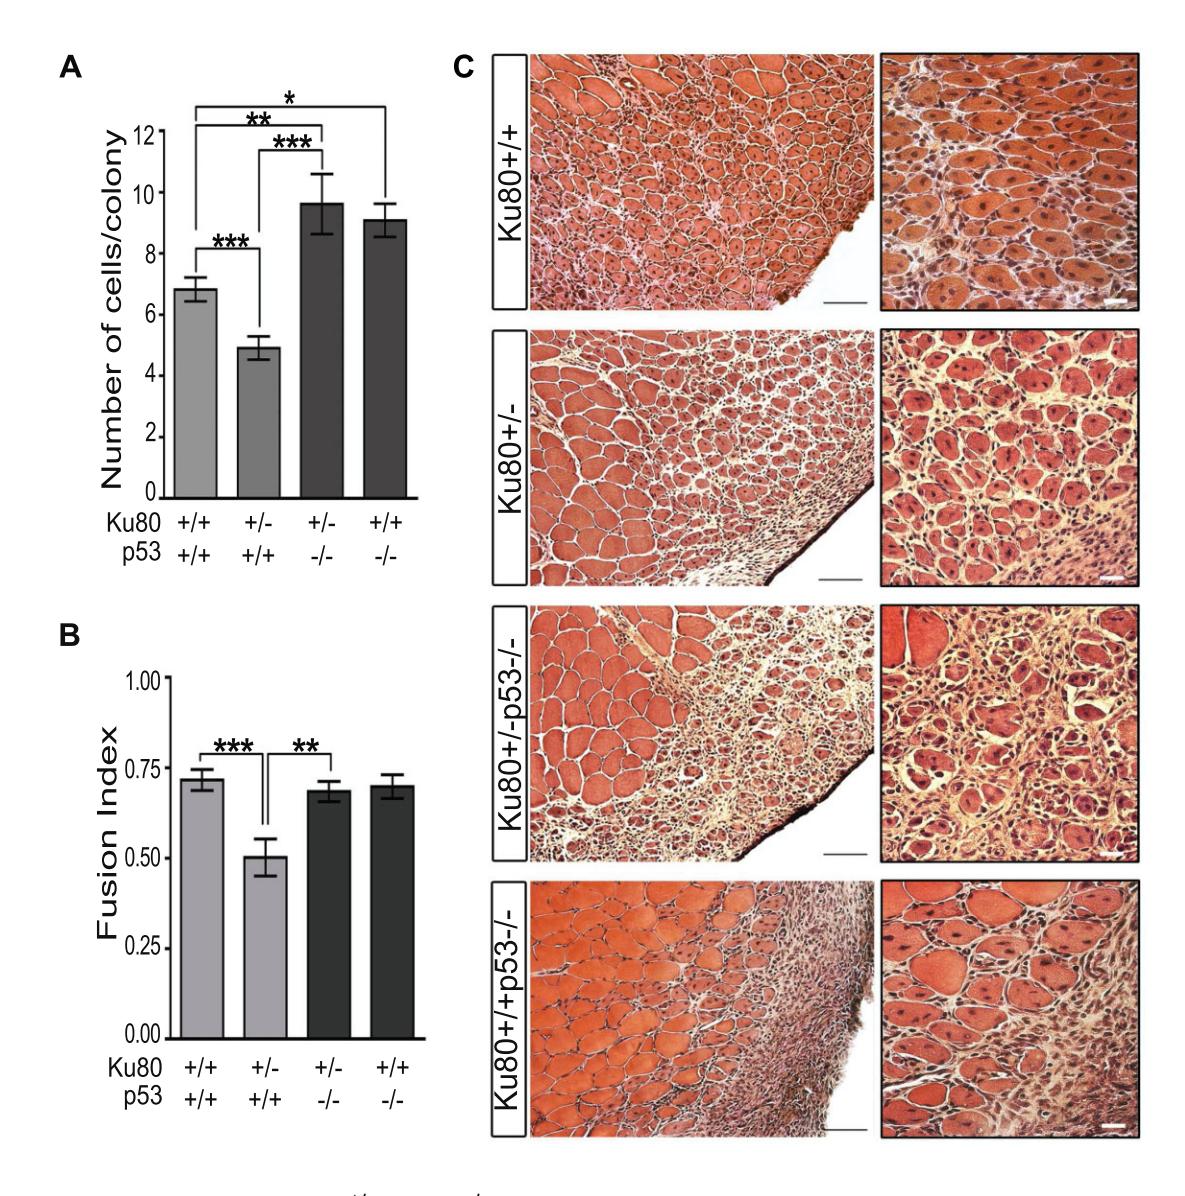 A
Number of cells/colony
12
10
8
6
4
2
0
*
**
***
***
Ku80 +/+ +/- +/- +/+
p53 +/+ +/+ -/- -/-
B
Fusion Index
1.00
0.75
0.50
0.25
0.00
*** **
Ku80 +/+ +/- +/- +/+
p53 +/+ +/+ -/- -/-
C
Ku80+/+
Ku80+/-
Ku80+/-p53-/-
Ku80+/+p53-/-